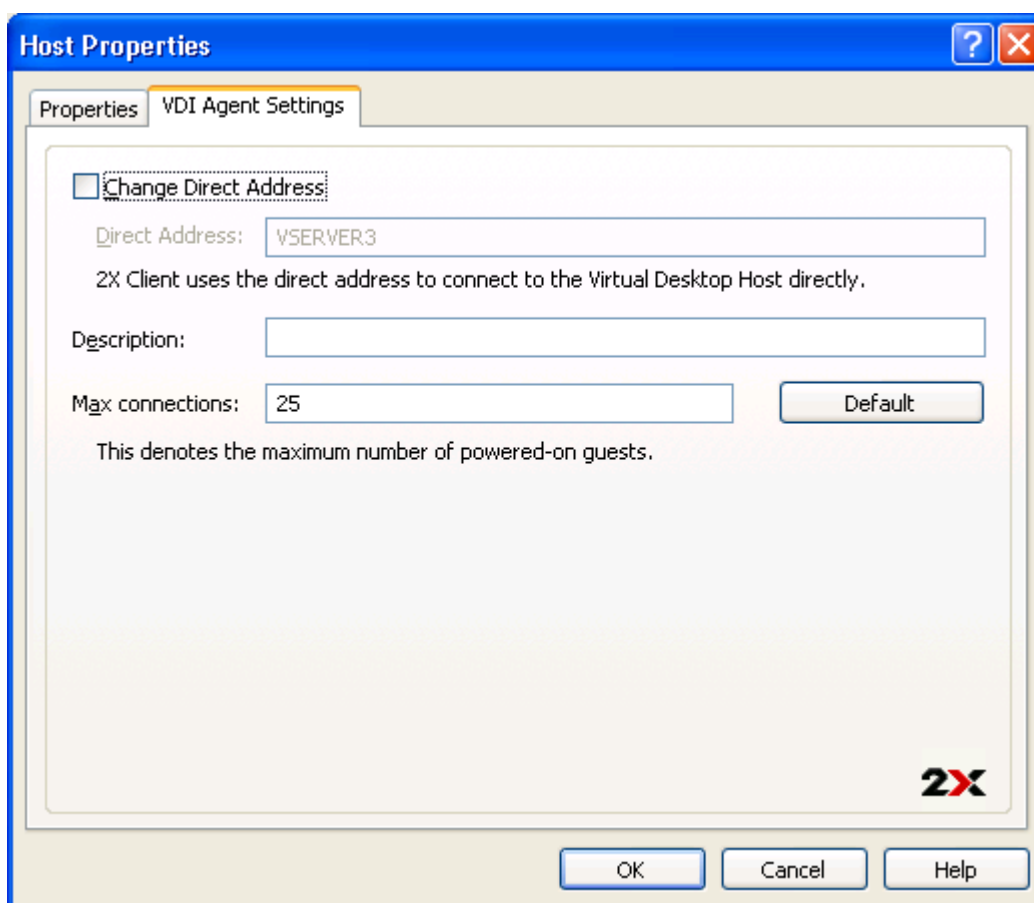 Host Properties
?
Properties
VDI Agent Settings
Change Direct Address
Direct Address: VSERVER3
2X Client uses the direct address to connect to the Virtual Desktop Host directly.
Description:
Max connections: 25 Default
This denotes the maximum number of powered-on guests.
2X
OK Cancel Help